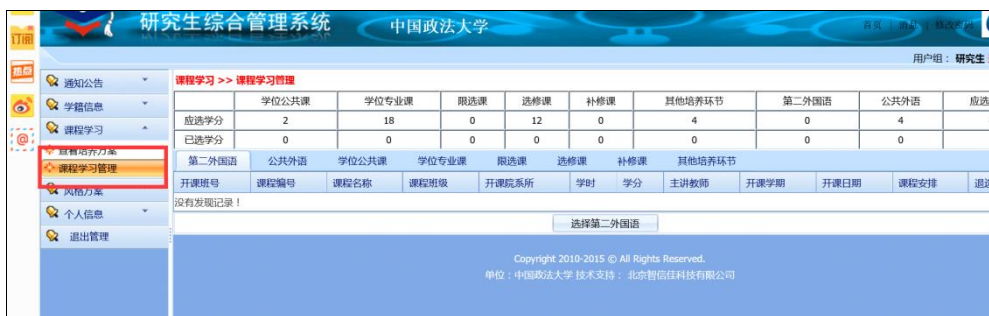 订阅
研究生综合管理系统 中国政法大学 首页 | 消息 | 修改密码
用户组： 研究生
热点
通知公告
学籍信息
课程学习
查看培养方案
课程学习管理
风格方案
个人信息
退出管理
课程学习 >> 课程学习管理
学位公共课 学位专业课 限选课 选修课 补修课 其他培养环节 第二外国语 公共外语 应选
应选学分 2 18 0 12 0 4 0 4
已选学分 0 0 0 0 0 0 0 0
第二外国语 公共外语 学位公共课 学位专业课 限选课 选修课 补修课 其他培养环节
开课班号 课程编号 课程名称 课程班级 开课院系所 学时 学分 主讲教师 开课学期 开课日期 课程安排 退选
没有发现记录！
选择第二外国语
Copyright 2010-2015 © All Rights Reserved.
单位：中国政法大学 技术支持： 北京智信佳科技有限公司